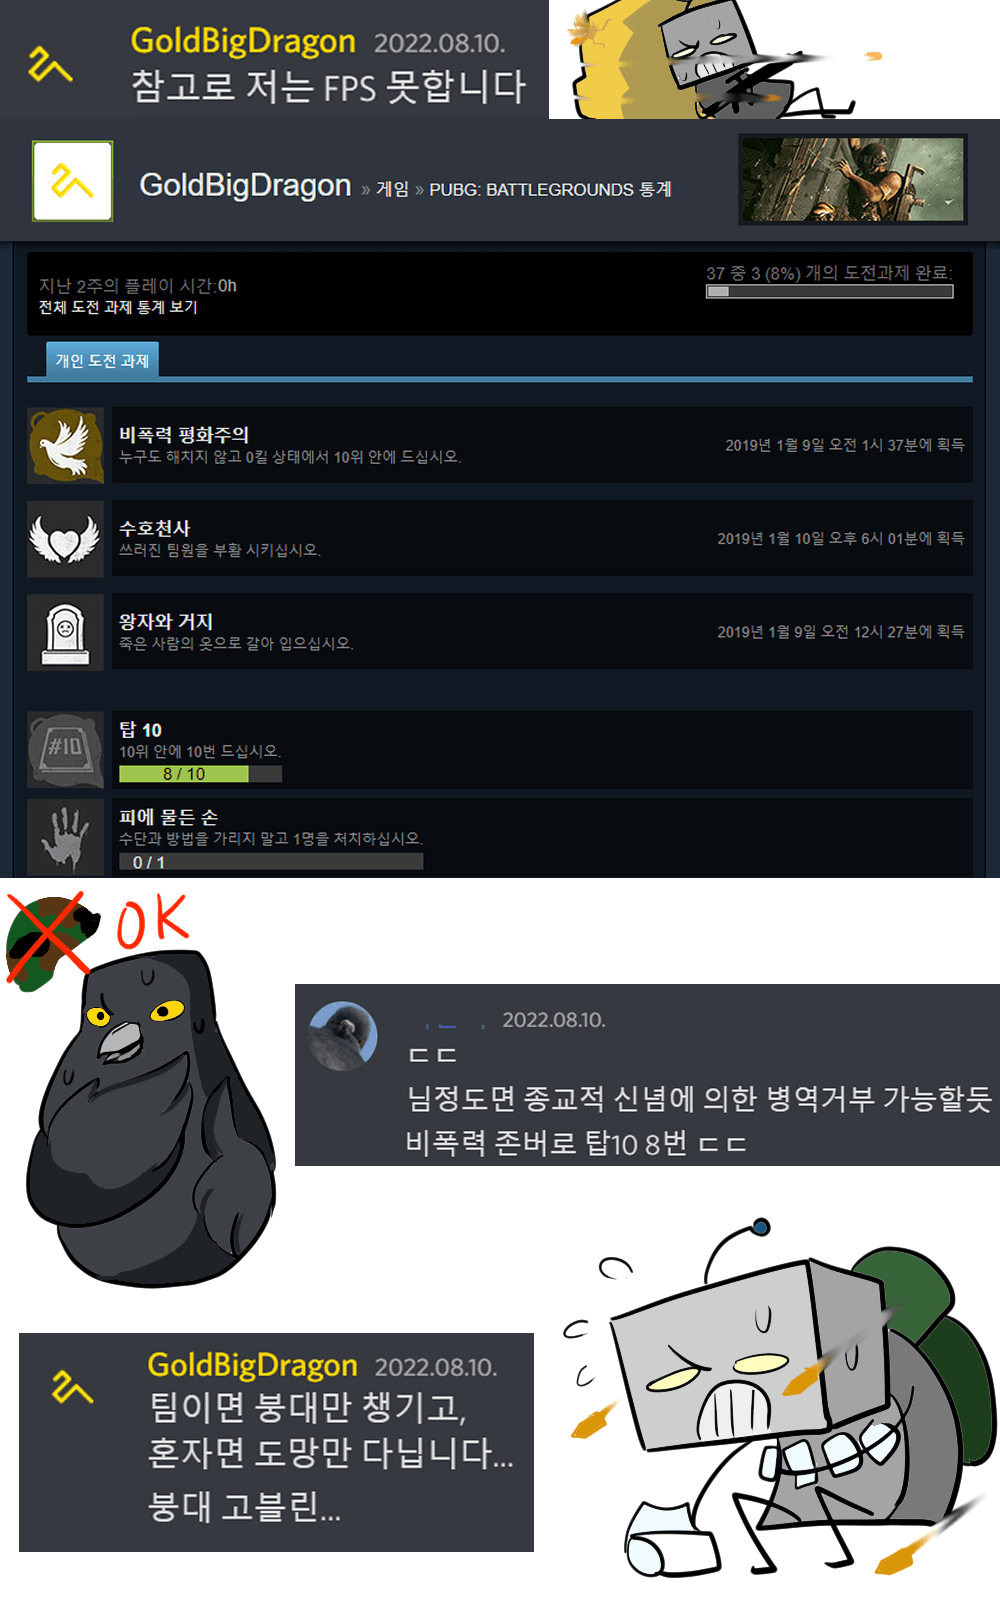 GoldBigDragon 2022.08.10.
참고로 저는 FPS 못합니다
GoldBigDragon » 게임 » PUBG: BATTLEGROUNDS 통계
지난 2주의 플레이 시간:0h
전체 도전 과제 통계 보기
37 중 3 (8%) 개의 도전과제 완료:
개인 도전 과제
비폭력 평화주의
누구도 해치지 않고 0킬 상태에서 10위 안에 드십시오.
2019년 1월 9일 오전 1시 37분에 획득
수호천사
쓰러진 팀원을 부활 시키십시오.
2019년 1월 10일 오후 6시 01분에 획득
왕자와 거지
죽은 사람의 옷으로 갈아 입으십시오.
2019년 1월 9일 오전 12시 27분에 획득
#10
탑 10
10위 안에 10번 드십시오.
8 / 10
피에 물든 손
수단과 방법을 가리지 말고 1명을 처치하십시오.
0 / 1
OK
2022.08.10.
ㄷㄷ
님정도면 종교적 신념에 의한 병역거부 가능할듯
비폭력 존버로 탑10 8번 ㄷㄷ
GoldBigDragon 2022.08.10.
팀이면 붕대만 챙기고,
혼자면 도망만 다닙니다...
붕대 고블린...